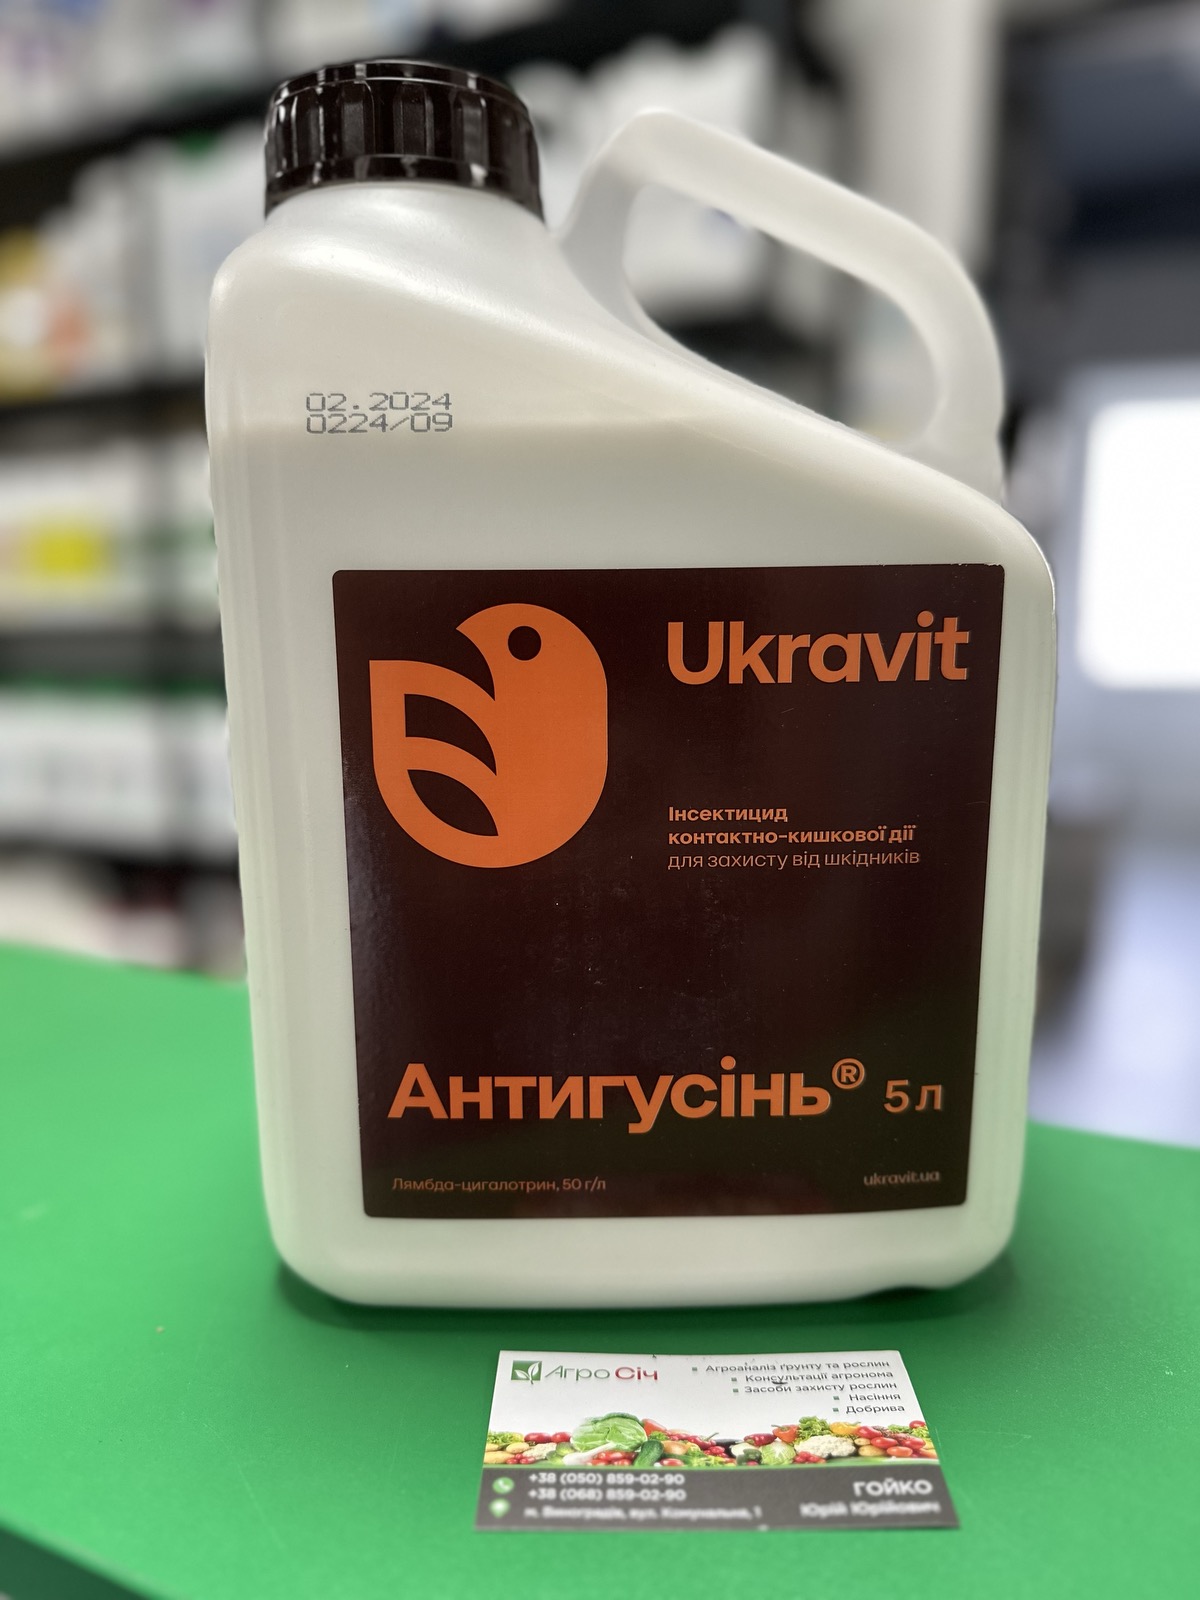 02.2024
0224/09
Ukravit
Інсектицид
контактно-кишкової дії
для захисту від шкідників
Антигусінь® 5 л
Лямбда-цигалотрин, 50 г/л
ukravit.ua
Агро Січ
Агроаналіз ґрунту та рослин
Консультації агронома
Засоби захисту рослин
Насіння
Добрива
+38 (050) 859-02-90
+38 (068) 859-02-90
м. Виноградів, вул. Комунальна, 1
ГОЙКО
Юрій Юрійович